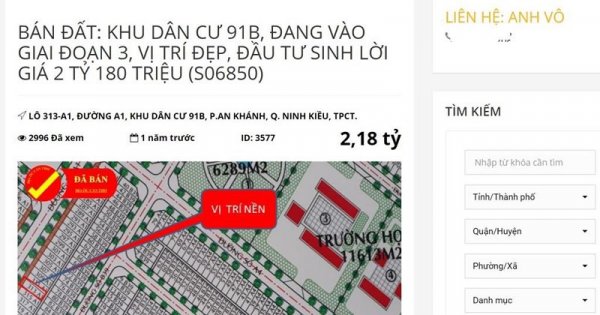 BÁN ĐẤT: KHU DÂN CƯ 91B, ĐANG VÀO
GIAI ĐOẠN 3, VỊ TRÍ ĐẸP, ĐẦU TƯ SINH LỜI
GIÁ 2 TỶ 180 TRIỆU (S06850)
LÔ 313-A1, ĐƯỜNG A1, KHU DÂN CƯ 91B, P.AN KHÁNH, Q. NINH KIỀU, TPCT.
2996 Đã xem
1 năm trước
ID: 3577
2,18 tỷ
ĐÃ BÁN
6289M2
VỊ TRÍ NỀN
3
TRƯỜNG HỌ
11613M2
LIÊN HỆ: ANH VÔ
TÌM KIẾM
Nhập từ khóa cần tìm
Tỉnh/Thành phố
Quận/Huyện
Phường/Xã
Danh mục